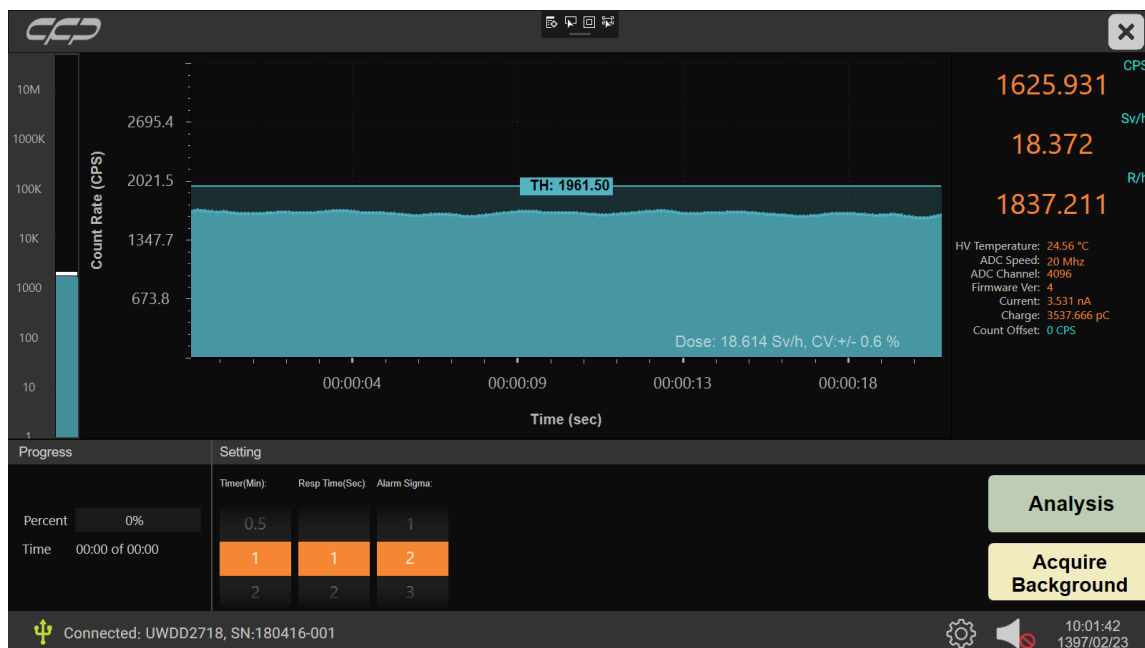 CCP
CPS
1625.931
Sv/h
18.372
R/h
1837.211
10M
1000K
100K
10K
1000
100
10
1
Count Rate (CPS)
2695.4
2021.5
1347.7
673.8
TH: 1961.50
Dose: 18.614 Sv/h, CV:+/- 0.6 %
00:00:04 00:00:09 00:00:13 00:00:18
Time (sec)
HV Temperature: 24.56 °C
ADC Speed: 20 Mhz
ADC Channel: 4096
Firmware Ver: 4
Current: 3.531 nA
Charge: 3537.666 pC
Count Offset: 0 CPS
Progress
Percent 0%
Time 00:00 of 00:00
Setting
Timer(Min): Resp Time(Sec) Alarm Sigma:
0.5 1
1 1 2
2 2 3
Analysis
Acquire
Background
Connected: UWDD2718, SN:180416-001
10:01:42
1397/02/23